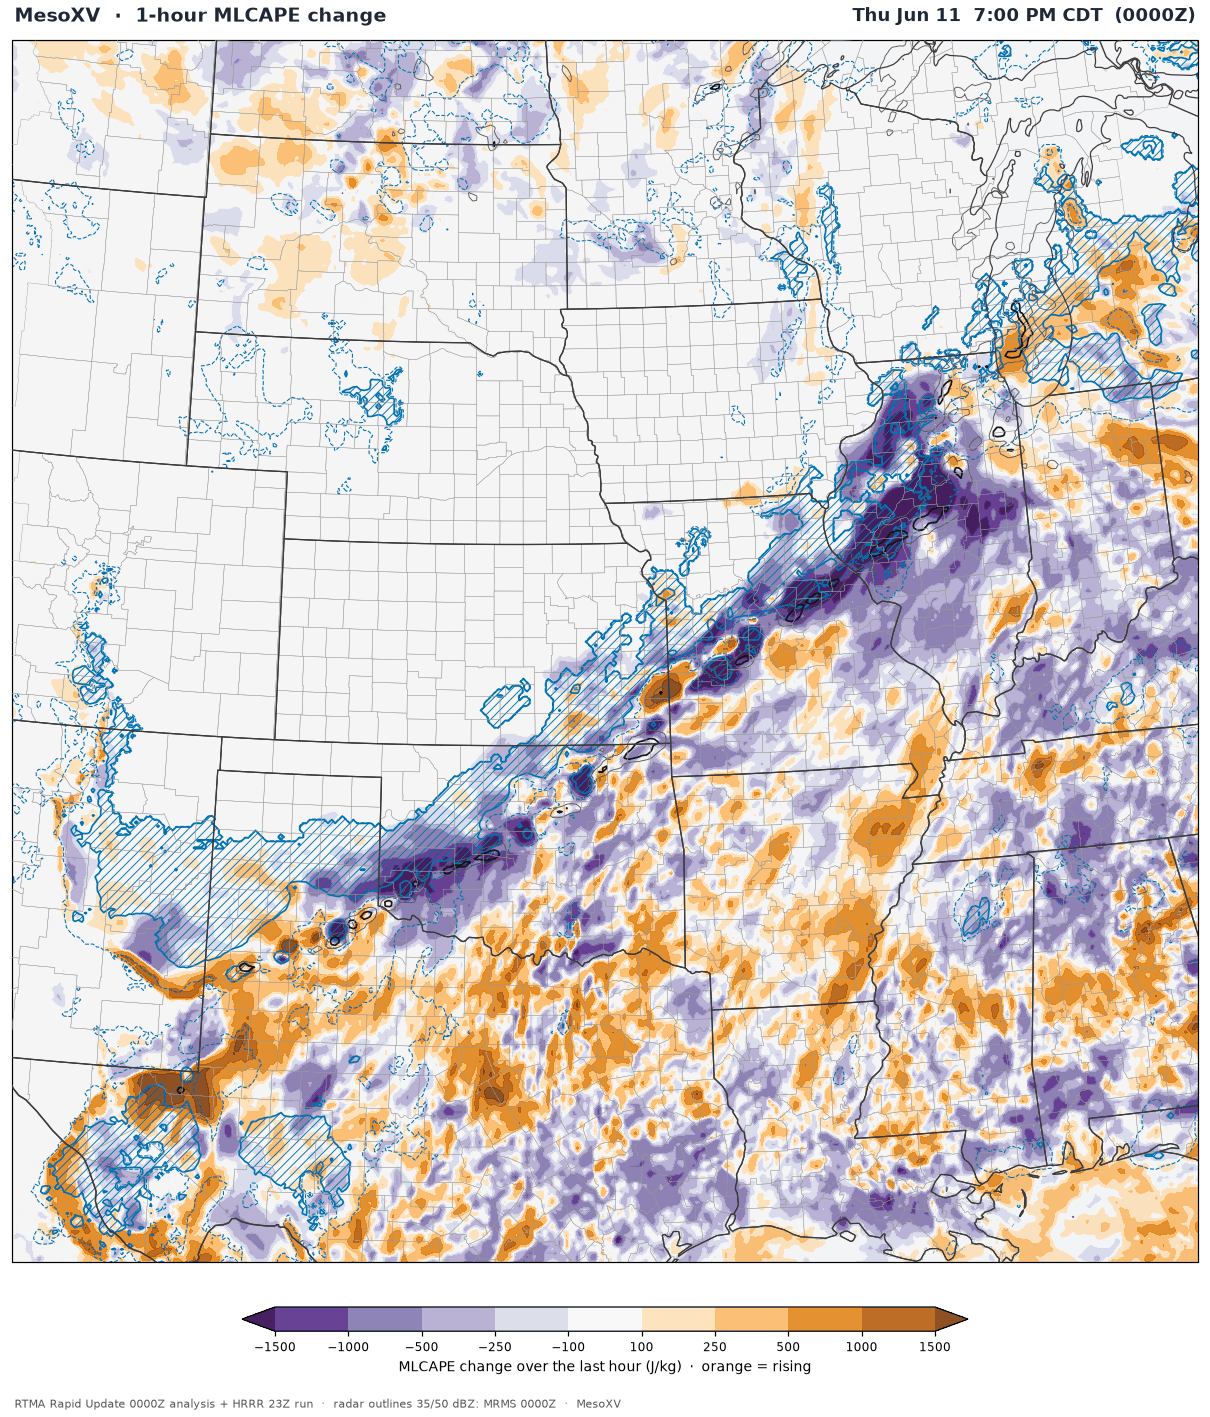 MesoXV · 1-hour MLCAPE change
Thu Jun 11 7:00 PM CDT (0000Z)
−1500 −1000 −500 −250 −100 100 250 500 1000 1500
MLCAPE change over the last hour (J/kg) · orange = rising
RTMA Rapid Update 0000Z analysis + HRRR 23Z run · radar outlines 35/50 dBZ: MRMS 0000Z · MesoXV